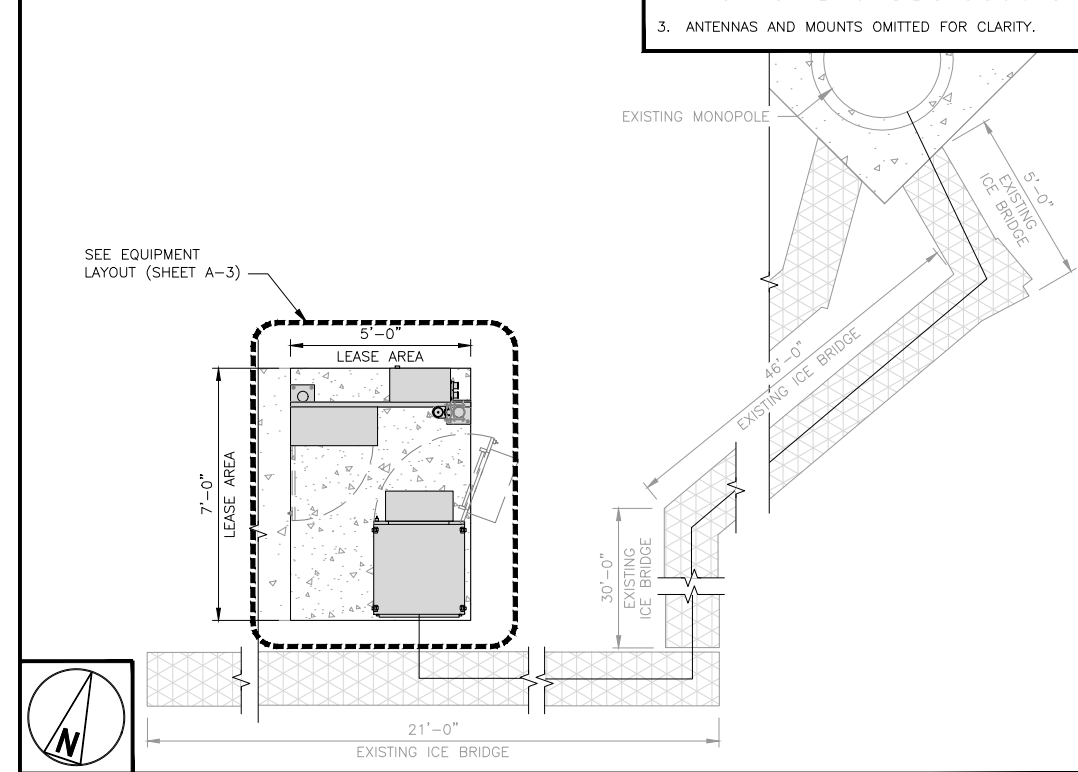 3. ANTENNAS AND MOUNTS OMITTED FOR CLARITY.
EXISTING MONOPOLE
5'-0"
EXISTING
ICE BRIDGE
SEE EQUIPMENT
LAYOUT (SHEET A-3)
5'-0"
LEASE AREA
7'-0"
LEASE AREA
46'-0"
EXISTING ICE BRIDGE
30'-0"
EXISTING
ICE BRIDGE
21'-0"
EXISTING ICE BRIDGE
N